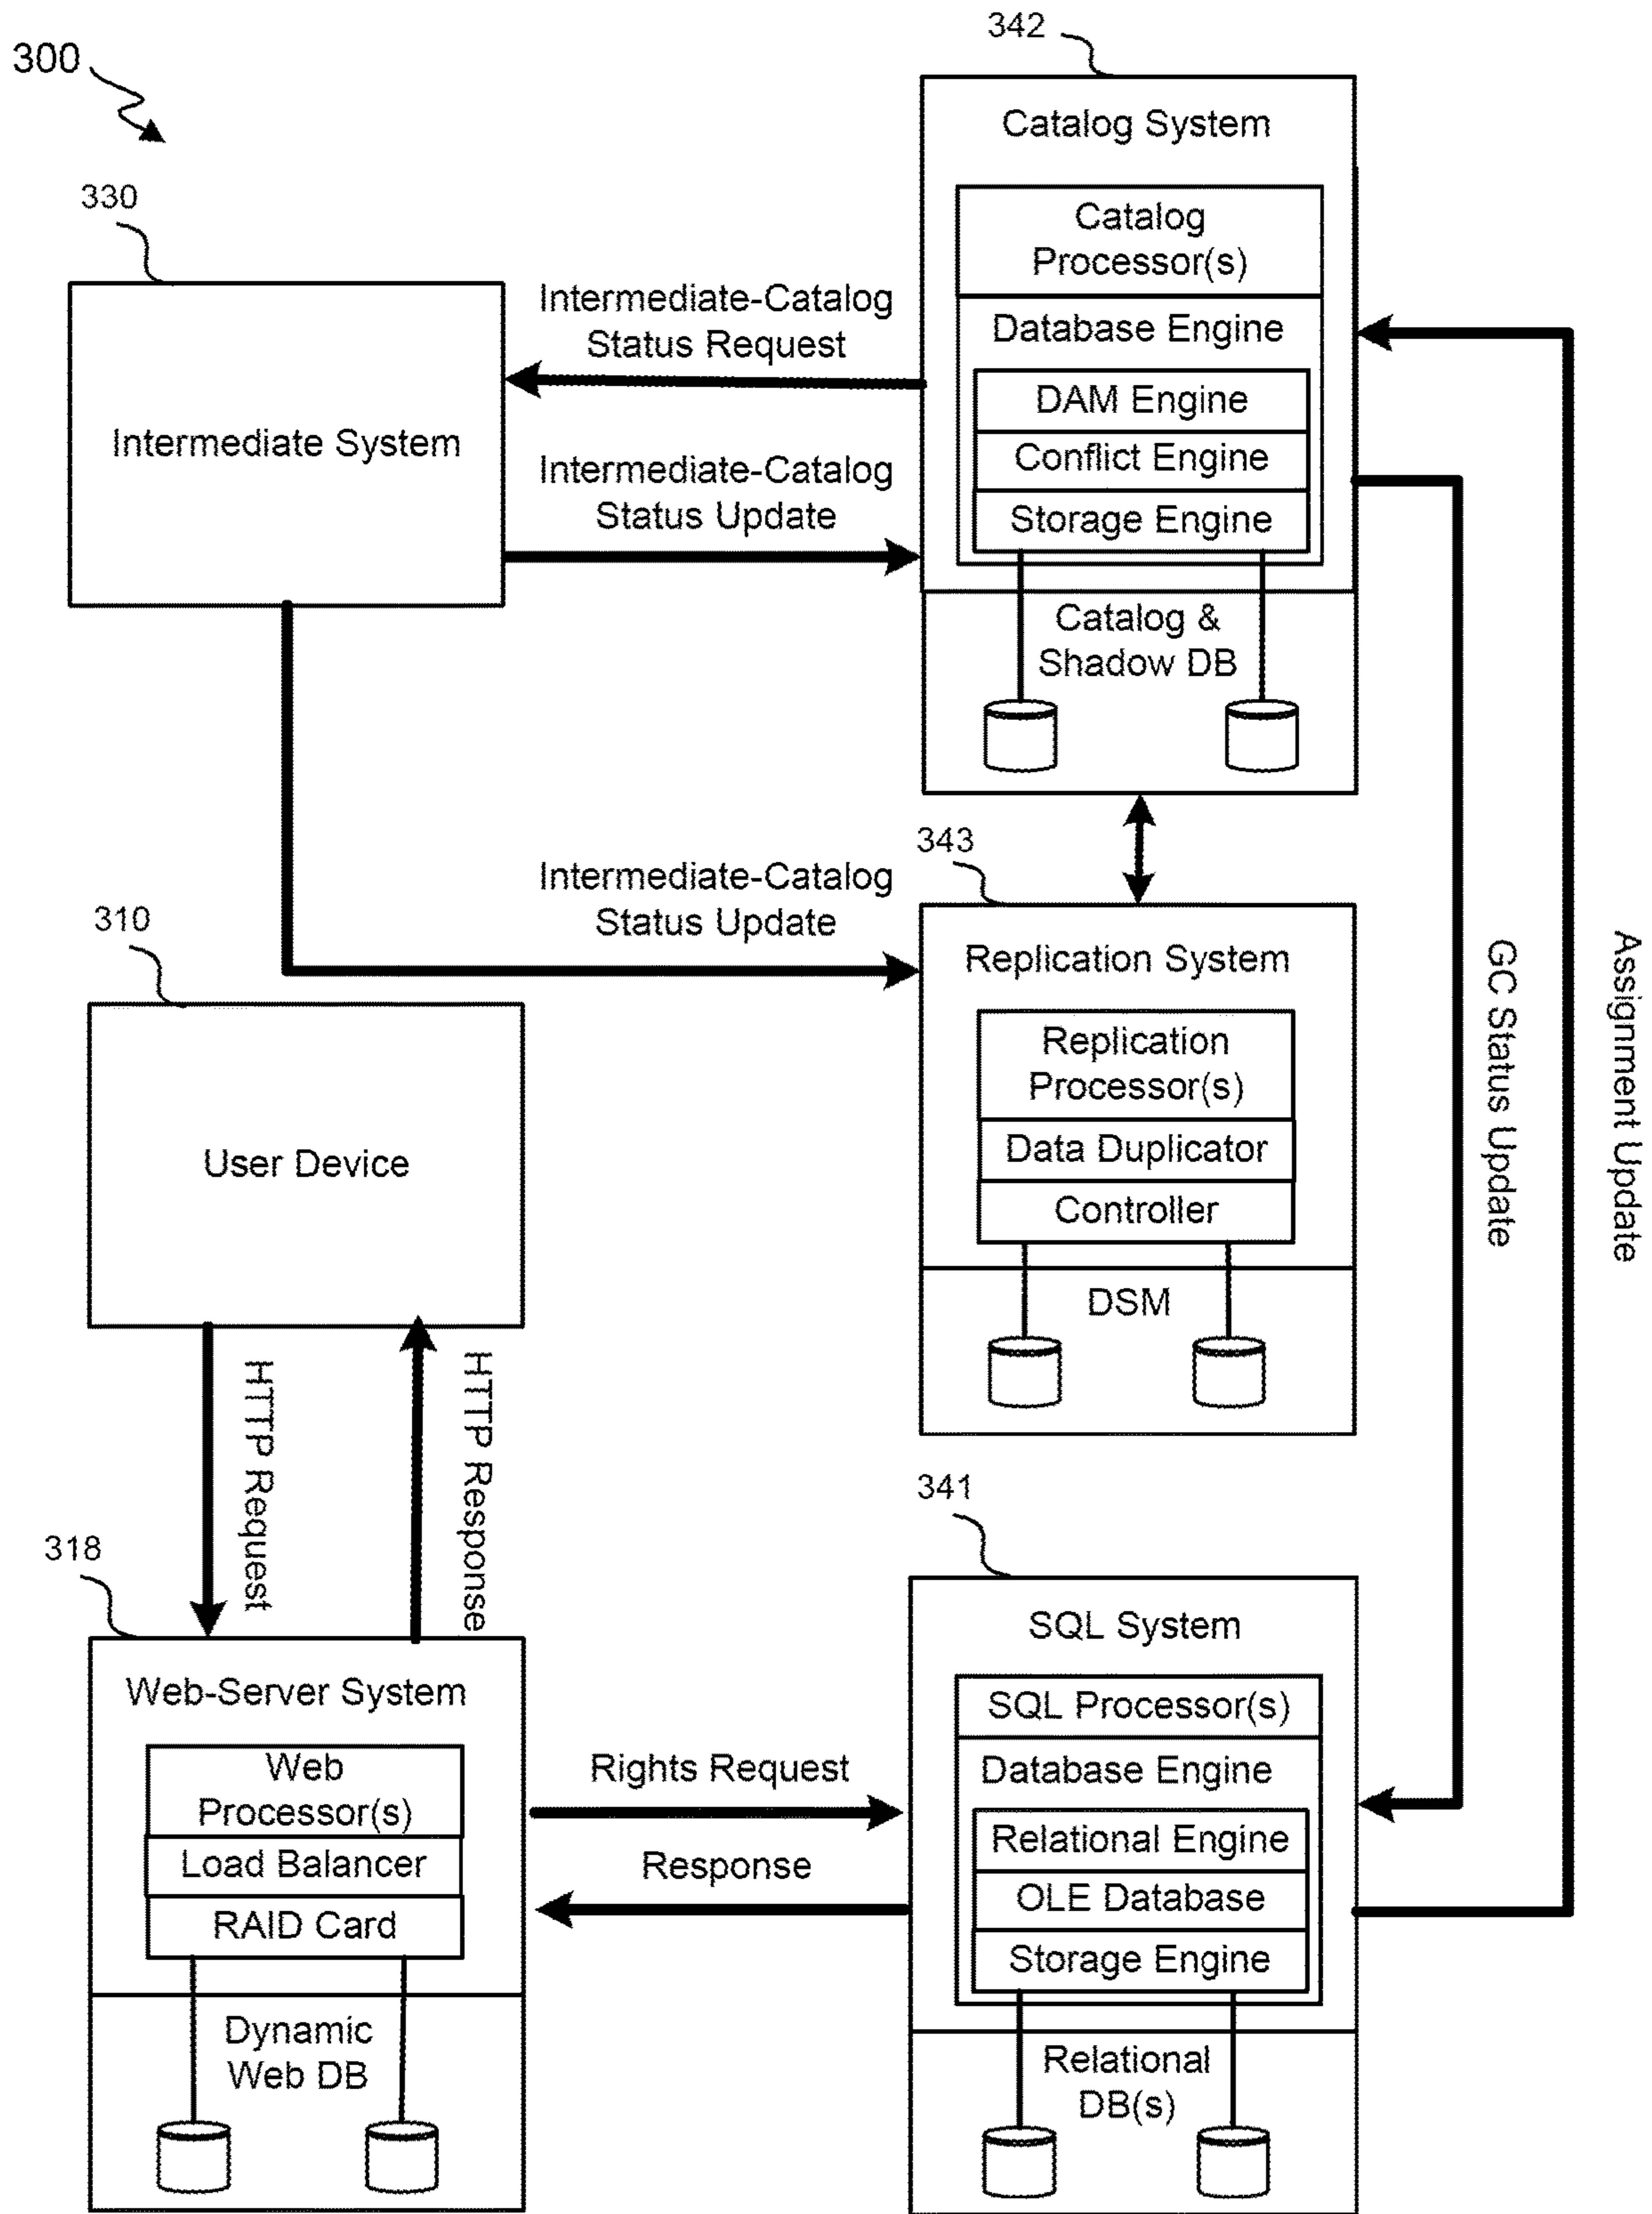 300
342
Catalog System
Catalog
Processor(s)
Database Engine
DAM Engine
Conflict Engine
Storage Engine
Catalog &
Shadow DB
330
Intermediate System
Intermediate-Catalog
Status Request
Intermediate-Catalog
Status Update
Intermediate-Catalog
Status Update
343
Replication System
Replication
Processor(s)
Data Duplicator
Controller
DSM
GC Status Update
Assignment Update
310
User Device
HTTP Request
HTTP Response
318
Web-Server System
Web
Processor(s)
Load Balancer
RAID Card
Dynamic
Web DB
Rights Request
Response
341
SQL System
SQL Processor(s)
Database Engine
Relational Engine
OLE Database
Storage Engine
Relational
DB(s)